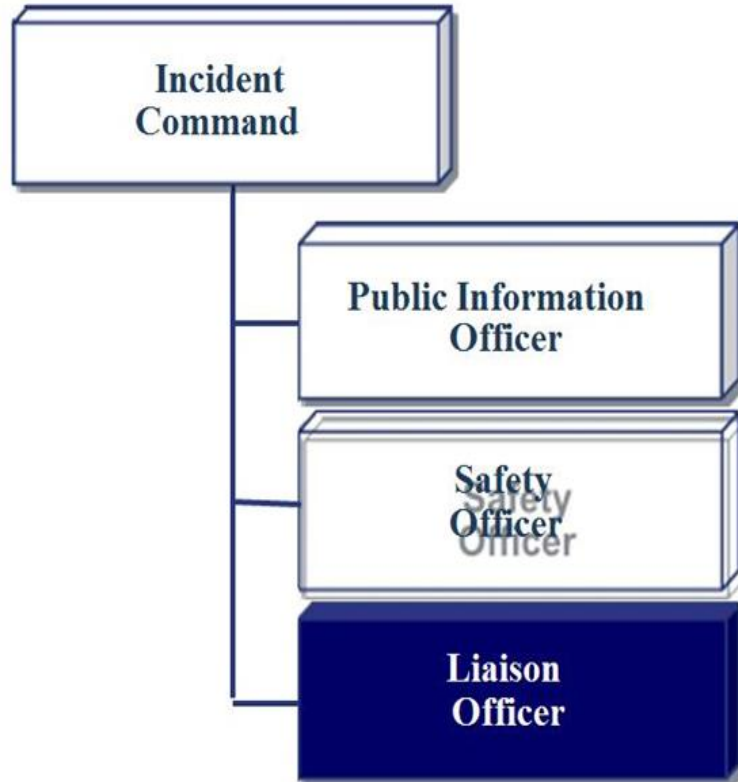 Incident
Command
Public Information
Officer
Safety
Officer
Safety
Officer
Liaison
Officer